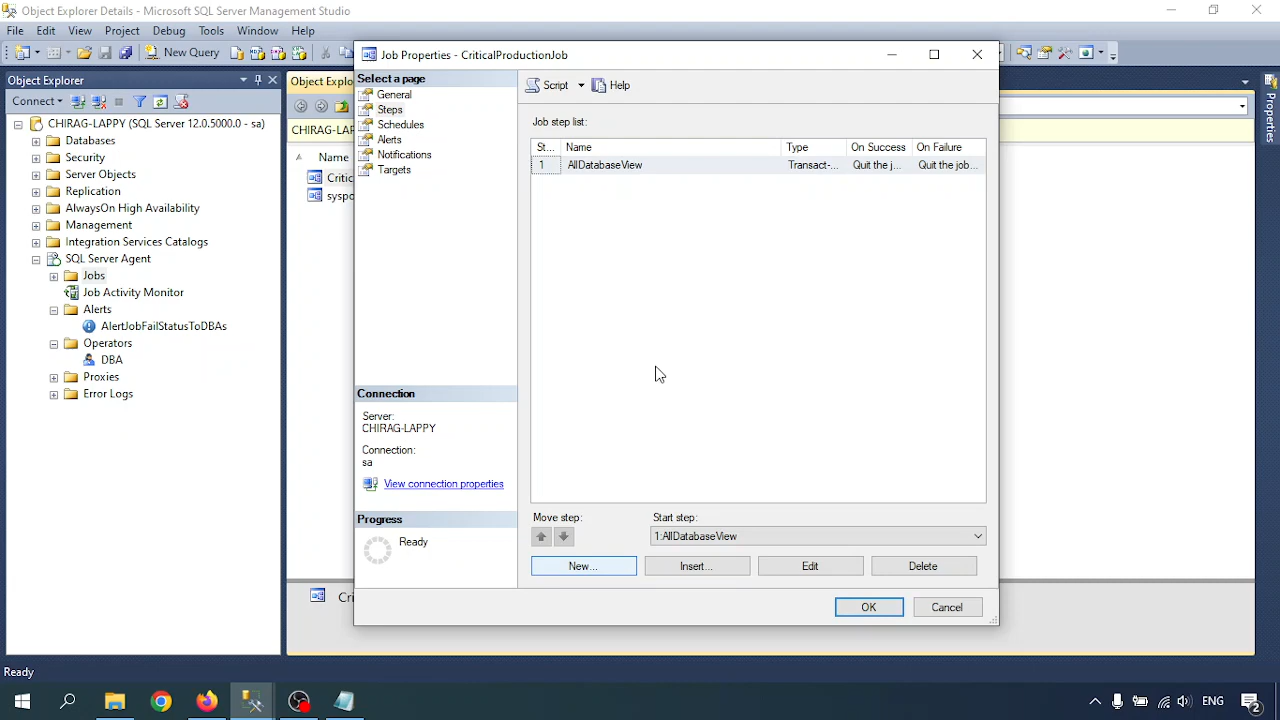 Object Explorer Details - Microsoft SQL Server Management Studio
File Edit View Project Debug Tools Window Help
New Query
Object Explorer
Connect
CHIRAG-LAPPY (SQL Server 12.0.5000.0 - sa)
Databases
Security
Server Objects
Replication
AlwaysOn High Availability
Management
Integration Services Catalogs
SQL Server Agent
Jobs
Job Activity Monitor
Alerts
AlertJobFailStatusToDBAs
Operators
DBA
Proxies
Error Logs
Object Explo
CHIRAG-LAP
Name
Critic
syspo
Cri
Job Properties - CriticalProductionJob
Select a page
General
Steps
Schedules
Alerts
Notifications
Targets
Connection
Server:
CHIRAG-LAPPY
Connection:
sa
View connection properties
Progress
Ready
Script Help
Job step list:
St... Name Type On Success On Failure
1 AllDatabaseView Transact-... Quit the j... Quit the job...
Move step: Start step:
1:AllDatabaseView
New... Insert... Edit Delete
OK Cancel
Properties
Ready
ENG
2